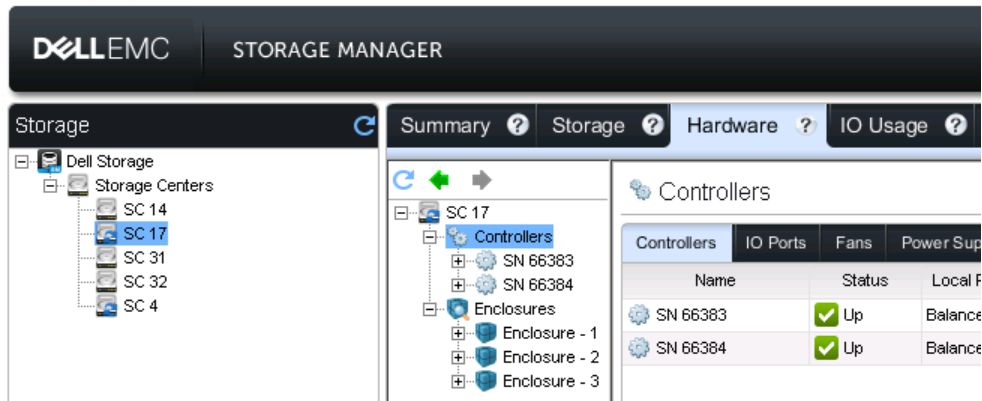 DELLEMC STORAGE MANAGER
Storage
Dell Storage
Storage Centers
SC 14
SC 17
SC 31
SC 32
SC 4
Summary ? Storage ? Hardware ? IO Usage ?
SC 17
Controllers
SN 66383
SN 66384
Enclosures
Enclosure - 1
Enclosure - 2
Enclosure - 3
Controllers
Controllers IO Ports Fans Power Sup
Name Status Local
SN 66383 Up Balance
SN 66384 Up Balance